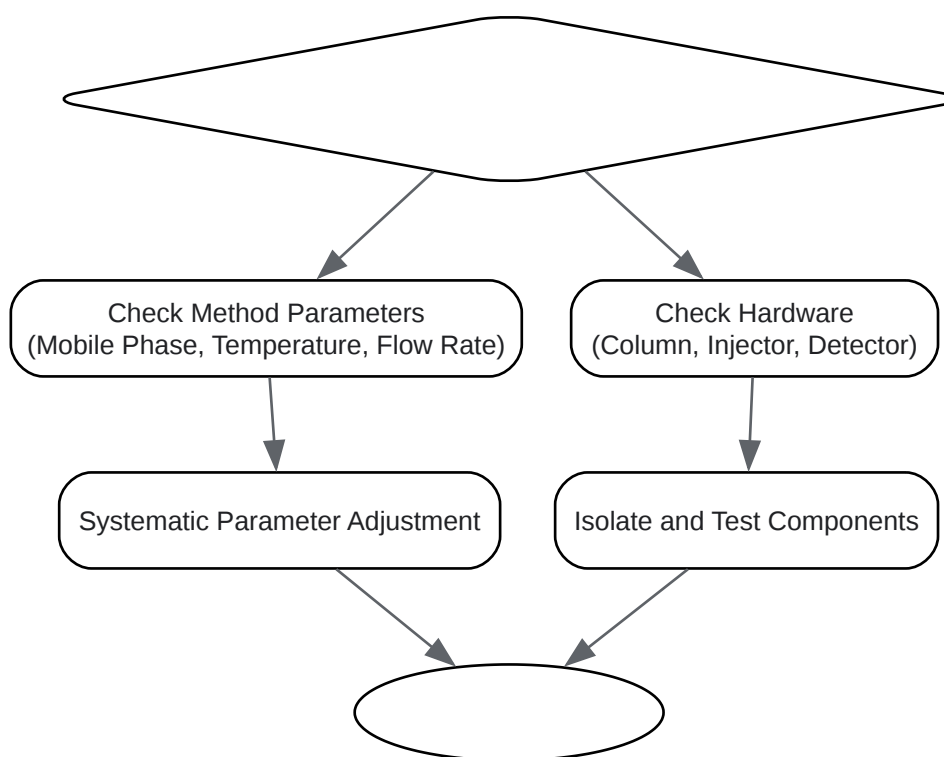 Check Method Parameters
(Mobile Phase, Temperature, Flow Rate)
Check Hardware
(Column, Injector, Detector)
Systematic Parameter Adjustment
Isolate and Test Components